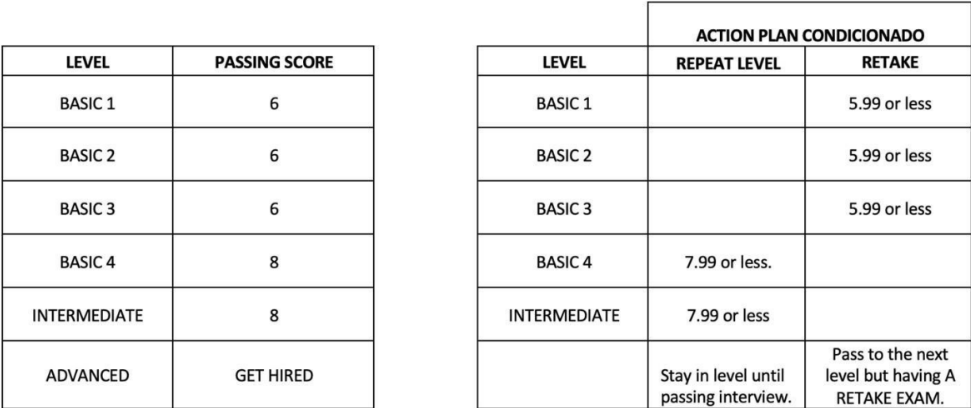 LEVEL PASSING SCORE
BASIC 1 6
BASIC 2 6
BASIC 3 6
BASIC 4 8
INTERMEDIATE 8
ADVANCED GET HIRED
ACTION PLAN CONDICIONADO
LEVEL REPEAT LEVEL RETAKE
BASIC 1 5.99 or less
BASIC 2 5.99 or less
BASIC 3 5.99 or less
BASIC 4 7.99 or less.
INTERMEDIATE 7.99 or less
Stay in level until
passing interview.
Pass to the next
level but having A
RETAKE EXAM.